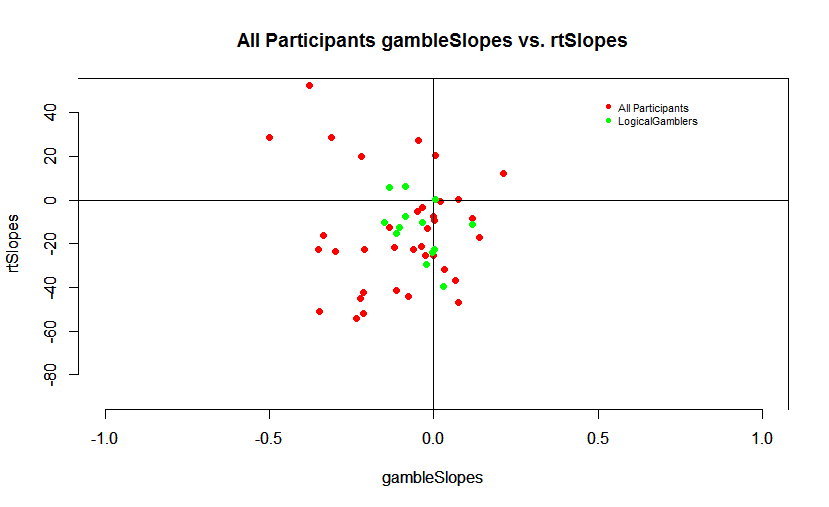 All Participants gambleSlopes vs. rtSlopes
All Participants
LogicalGamblers
rtSlopes
40
20
0
-20
-40
-60
-80
-1.0 -0.5 0.0 0.5 1.0
gambleSlopes